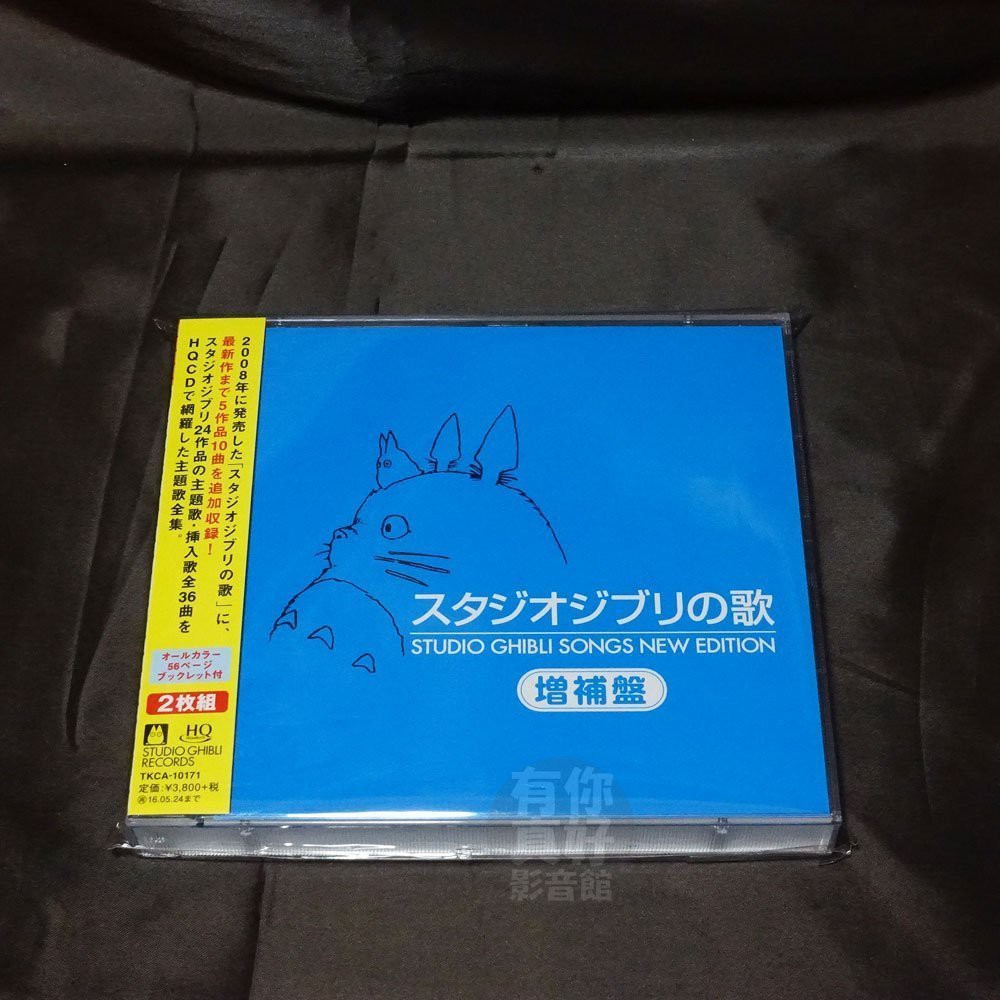 2008年に発売した「スタジオジブリの歌」に、
最新作まで5作品10曲を追加収録！
スタジオジブリ24作品の主題歌・挿入歌全36曲を
HQCDで網羅した主題歌全集。
オールカラー
56ページ
ブックレット付
2枚組
HQ
STUDIO GHIBLI
RECORDS
TKCA-10171
定価:¥3,800+税
16.05.24まで
スタジオジブリの歌
STUDIO GHIBLI SONGS NEW EDITION
増補盤
有你
真好
影音館